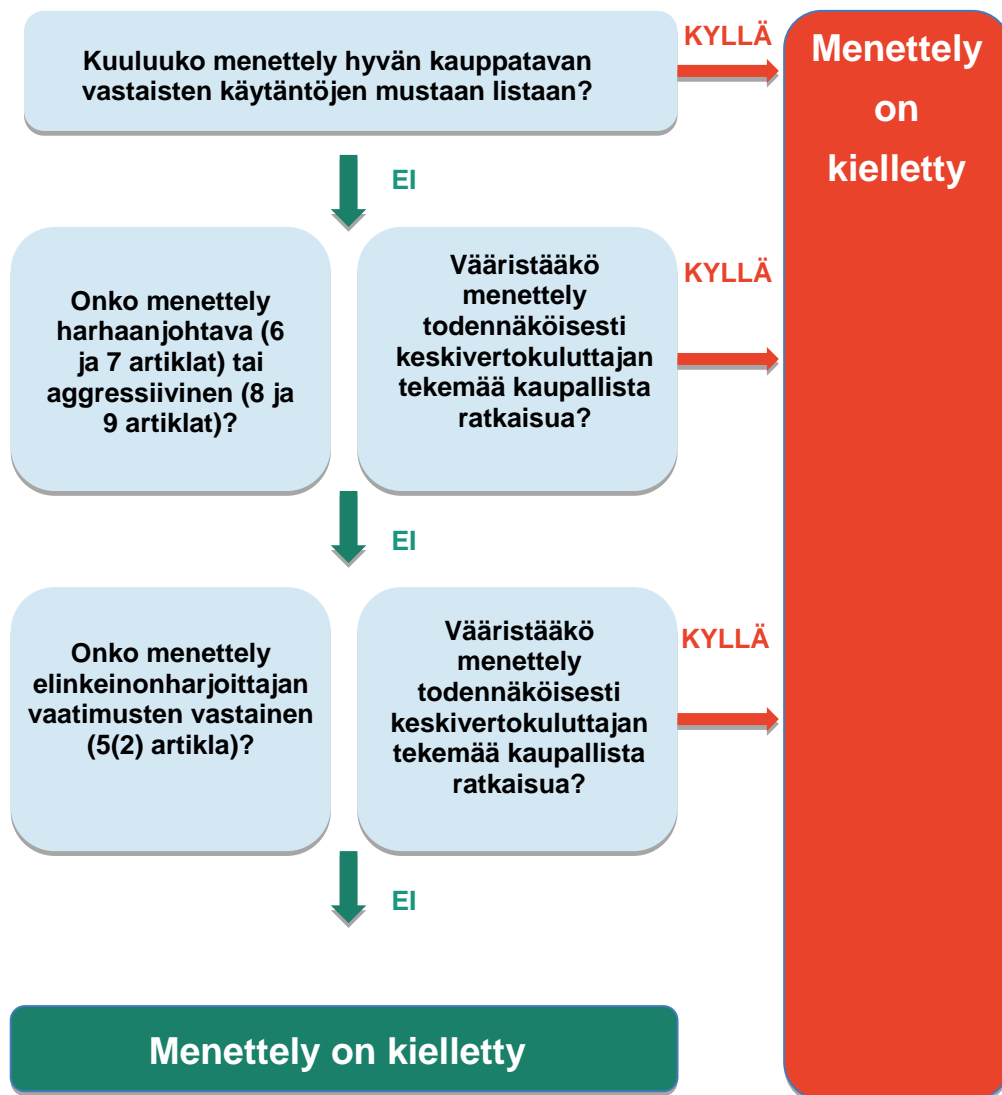 Kuuluuko menettely hyvän kauppatavan
vastaisten käytäntöjen mustaan listaan?
KYLLÄ
Menettely
on
kielletty
EI
Onko menettely
harhaanjohtava (6
ja 7 artiklat) tai
aggressiivinen (8 ja
9 artiklat)?
Vääristääkö
menettely
todennäköisesti
keskivertokuluttajan
tekemää kaupallista
ratkaisua?
KYLLÄ
EI
Onko menettely
elinkeinonharjoittajan
vaatimusten vastainen
(5(2) artikla)?
Vääristääkö
menettely
todennäköisesti
keskivertokuluttajan
tekemää kaupallista
ratkaisua?
KYLLÄ
EI
Menettely on kielletty